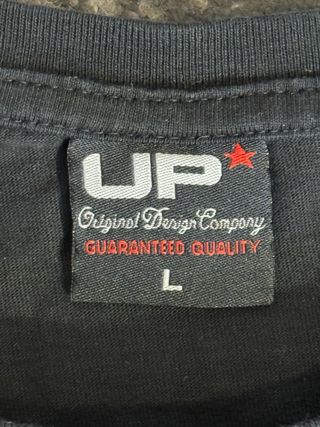 UP
Original Design Company
GUARANTEED QUALITY
L